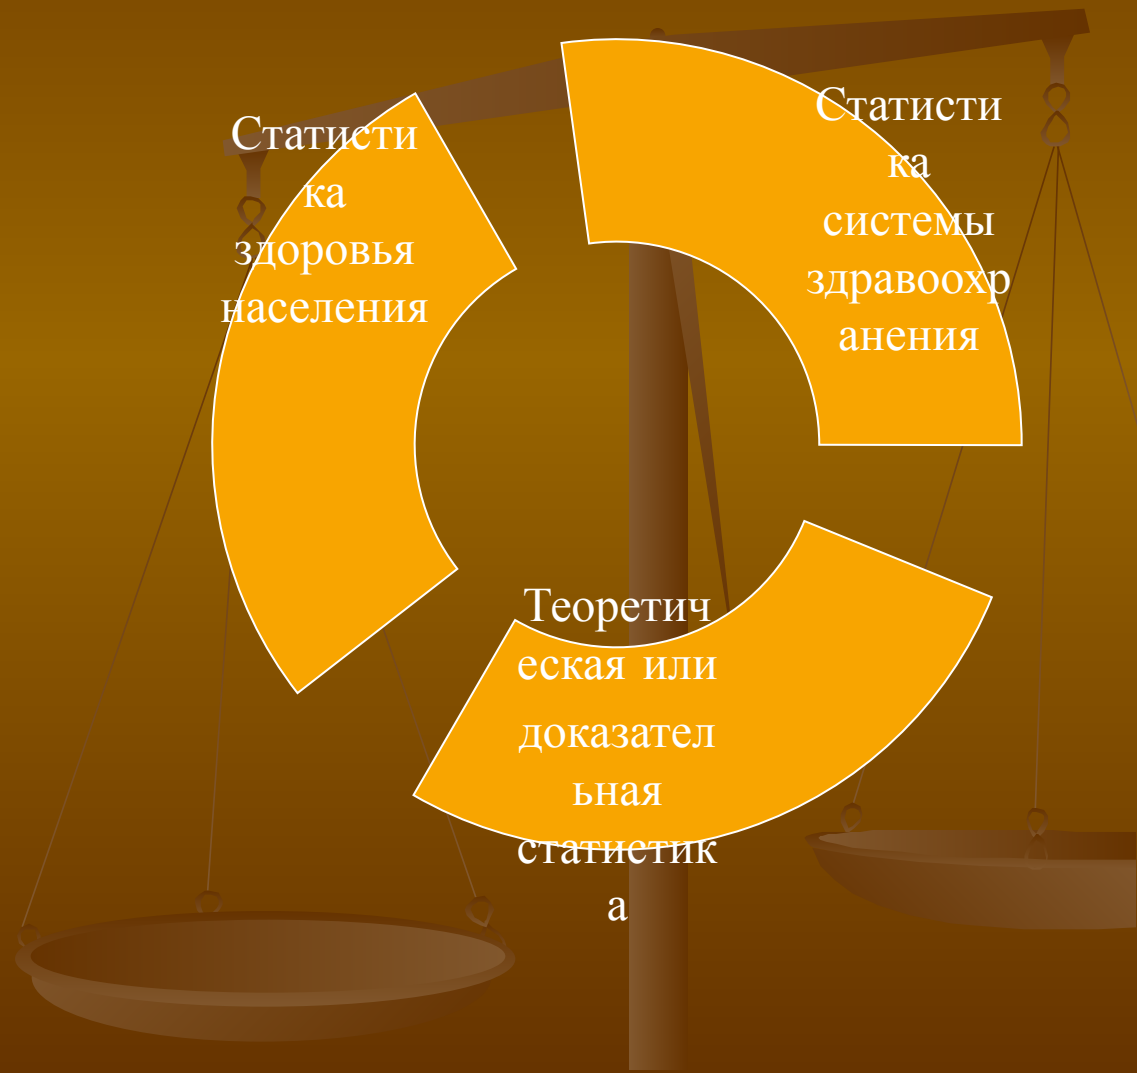 Статисти
ка
здоровья
населения
Статисти
ка
системы
здравоохр
анения
Теоретич
еская или
доказател
ьная
статистик
а